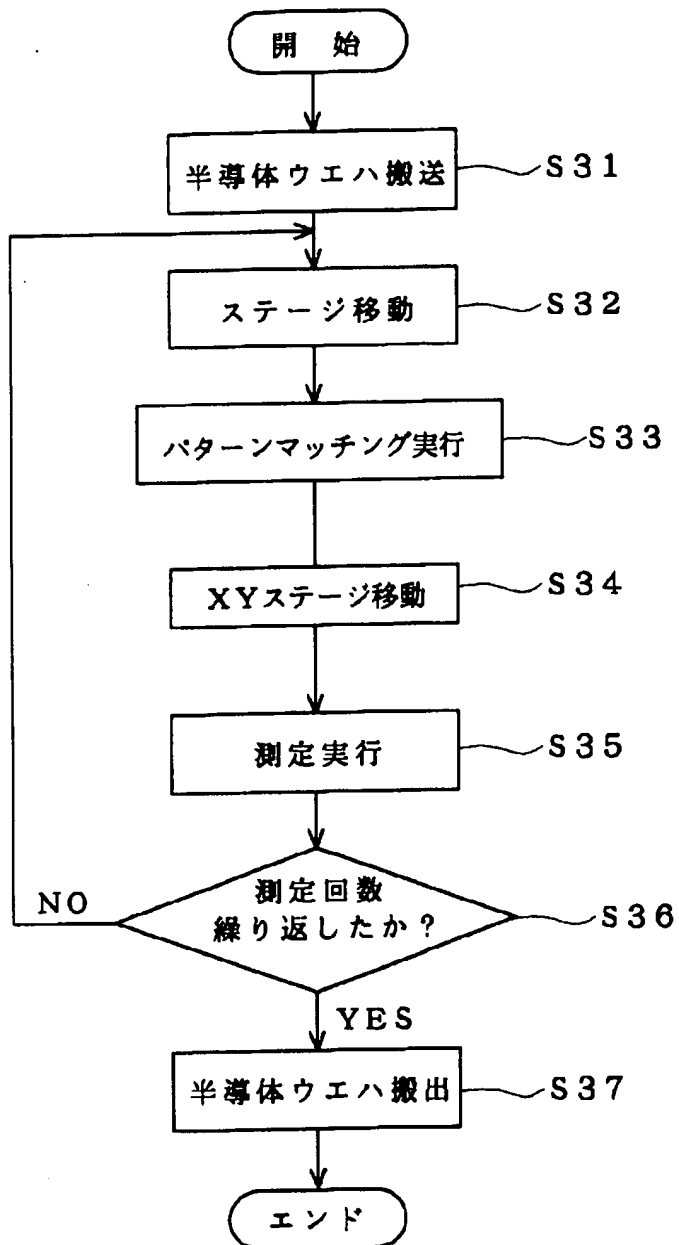 開始
半導体ウエハ搬送
S31
ステージ移動
S32
パターンマッチング実行
S33
XYステージ移動
S34
測定実行
S35
測定回数
繰り返したか?
S36
NO
YES
半導体ウエハ搬出
S37
エンド